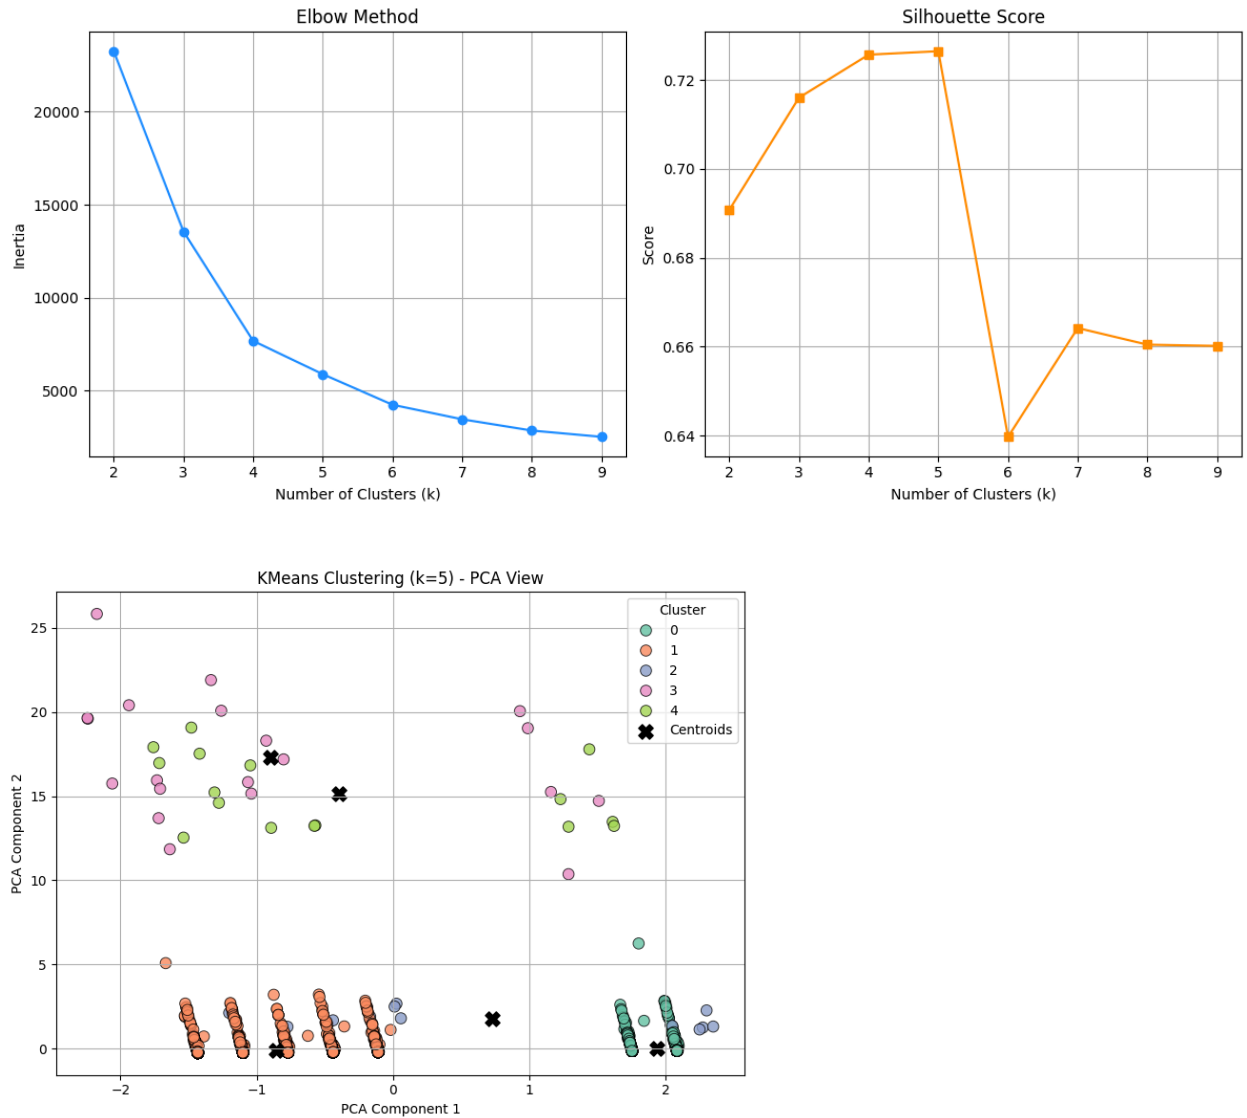 Elbow Method
Inertia
20000
15000
10000
5000
2 3 4 5 6 7 8 9
Number of Clusters (k)
Silhouette Score
Score
0.72
0.70
0.68
0.66
0.64
2 3 4 5 6 7 8 9
Number of Clusters (k)
KMeans Clustering (k=5) - PCA View
PCA Component 2
25
20
15
10
5
0
−2 −1 0 1 2
PCA Component 1
Cluster
0
1
2
3
4
Centroids